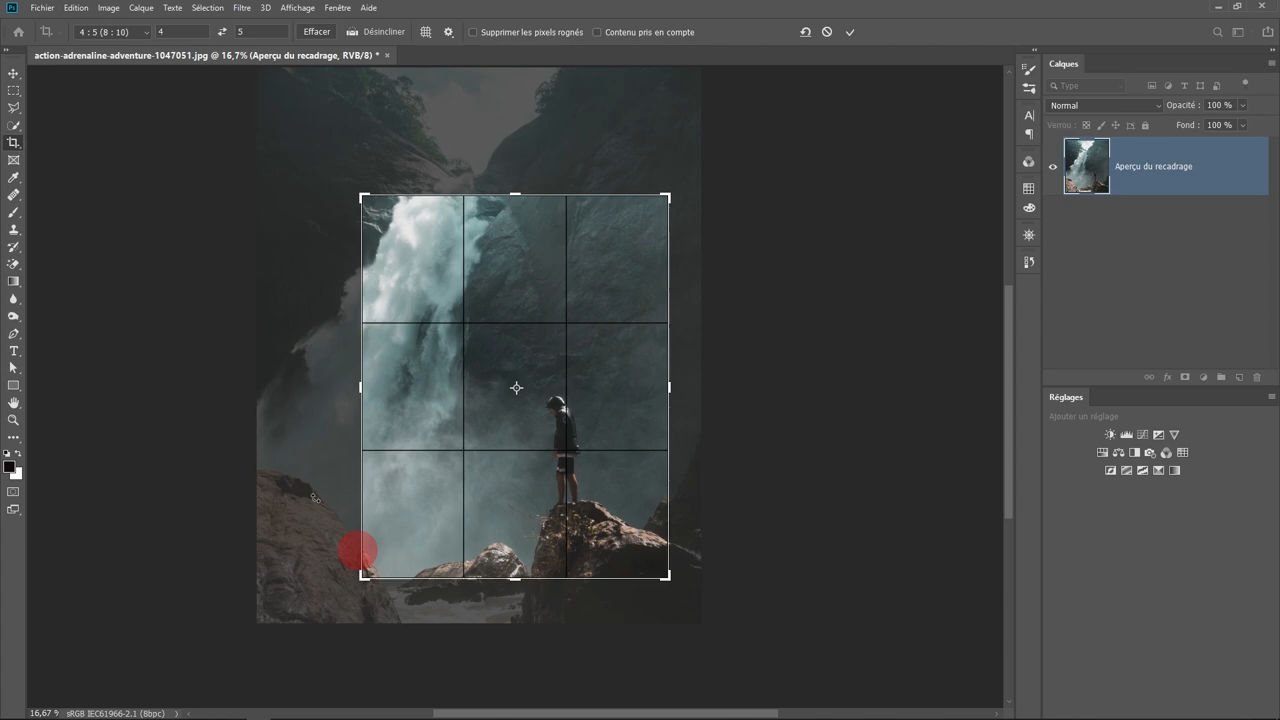 Ps Fichier Edition Image Calque Texte Sélection Filtre 3D Affichage Fenêtre Aide
4 : 5 (8 : 10) 4 5 Effacer Désincliner Supprimer les pixels rognés Contenu pris en compte
action-adrenaline-adventure-1047051.jpg @ 16,7% (Aperçu du recadrage, RVB/8) * ×
Calques
Type
Normal Opacité : 100 %
Verrou : Fond : 100 %
Aperçu du recadrage
Réglages
Ajouter un réglage
16,67 % sRGB IEC61966-2.1 (8bpc)